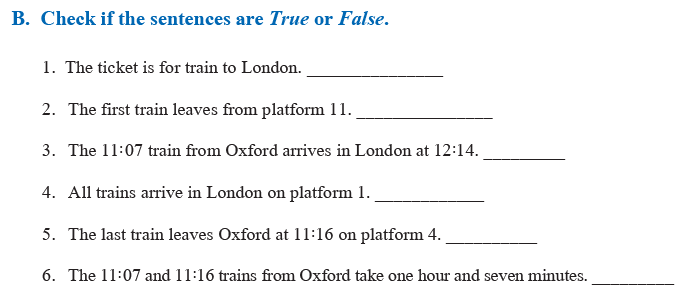 B. Check if the sentences are True or False.
1. The ticket is for train to London. _______________
2. The first train leaves from platform 11. _______________
3. The 11:07 train from Oxford arrives in London at 12:14. _________
4. All trains arrive in London on platform 1. ____________
5. The last train leaves Oxford at 11:16 on platform 4. __________
6. The 11:07 and 11:16 trains from Oxford take one hour and seven minutes. _________